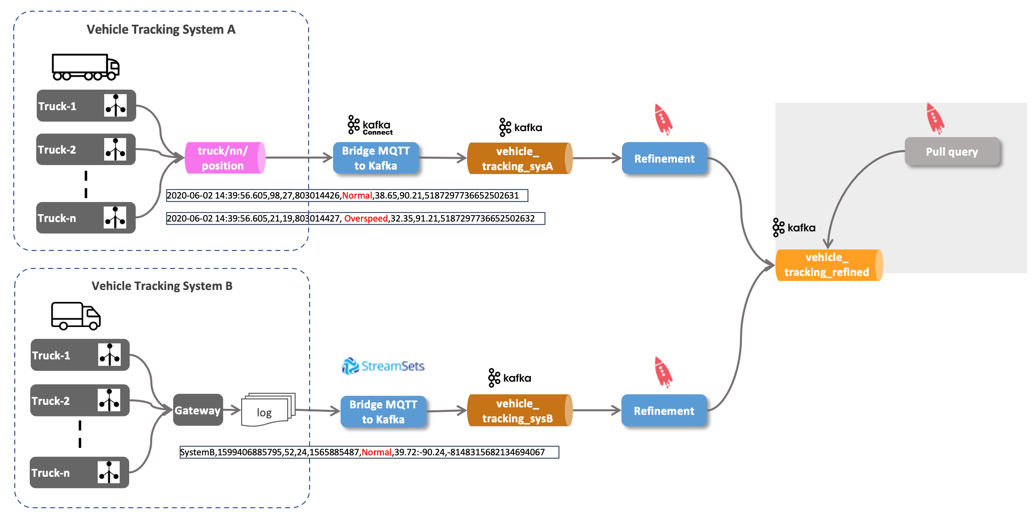 Vehicle Tracking System A
Truck-1
Truck-2
Truck-n
truck/nn/
position
kafka
Connect
Bridge MQTT
to Kafka
kafka
vehicle_
tracking_sysA
Refinement
2020-06-02 14:39:56.605,98,27,803014426,Normal,38.65,90.21,5187297736652502631
2020-06-02 14:39:56.605,21,19,803014427, Overspeed,32.35,91.21,5187297736652502632
Pull query
kafka
vehicle_
tracking_refined
Vehicle Tracking System B
Truck-1
Truck-2
Truck-n
Gateway
log
StreamSets
Bridge MQTT
to Kafka
kafka
vehicle_
tracking_sysB
Refinement
SystemB,1599406885795,52,24,1565885487,Normal,39.72:-90.24,-8148315682134694067